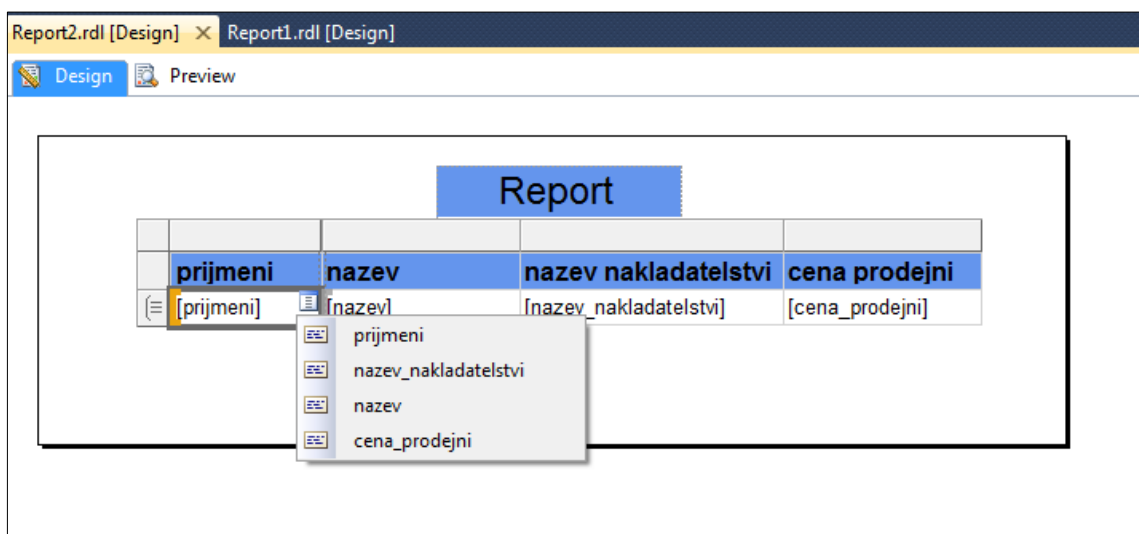 Report2.rdl [Design] Report1.rdl [Design]
Design Preview
Report
prijmeni nazev nazev nakladatelstvi cena prodejni
[prijmeni] [nazev] [nazev_nakladatelstvi] [cena_prodejni]
prijmeni
nazev_nakladatelstvi
nazev
cena_prodejni